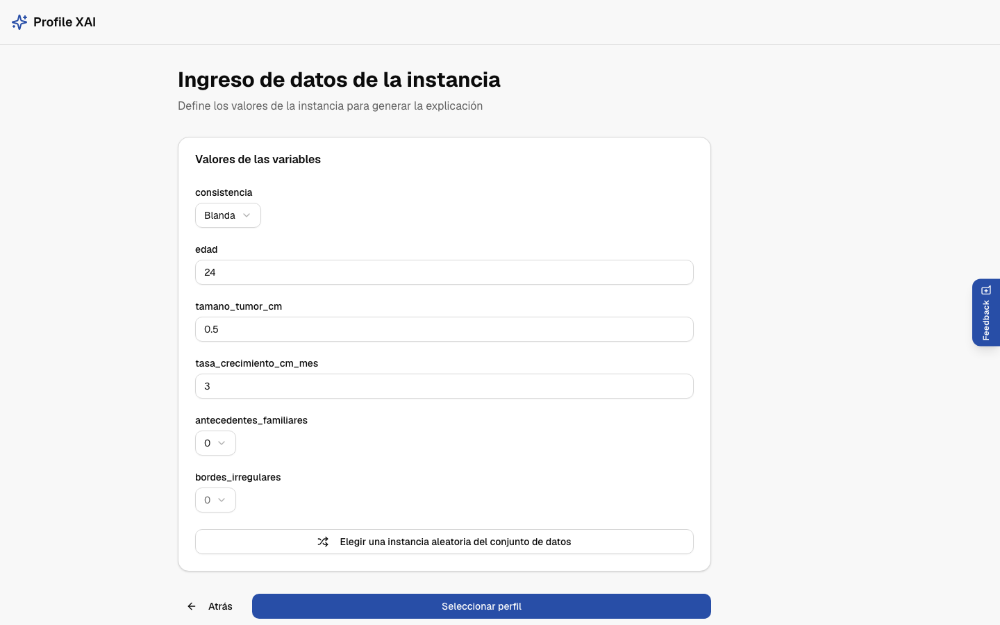 Profile XAI
Ingreso de datos de la instancia
Define los valores de la instancia para generar la explicación
Valores de las variables
consistencia
Blanda
edad
24
tamano_tumor_cm
0.5
tasa_crecimiento_cm_mes
3
antecedentes_familiares
0
bordes_irregulares
0
Elegir una instancia aleatoria del conjunto de datos
Atrás
Seleccionar perfil
Feedback